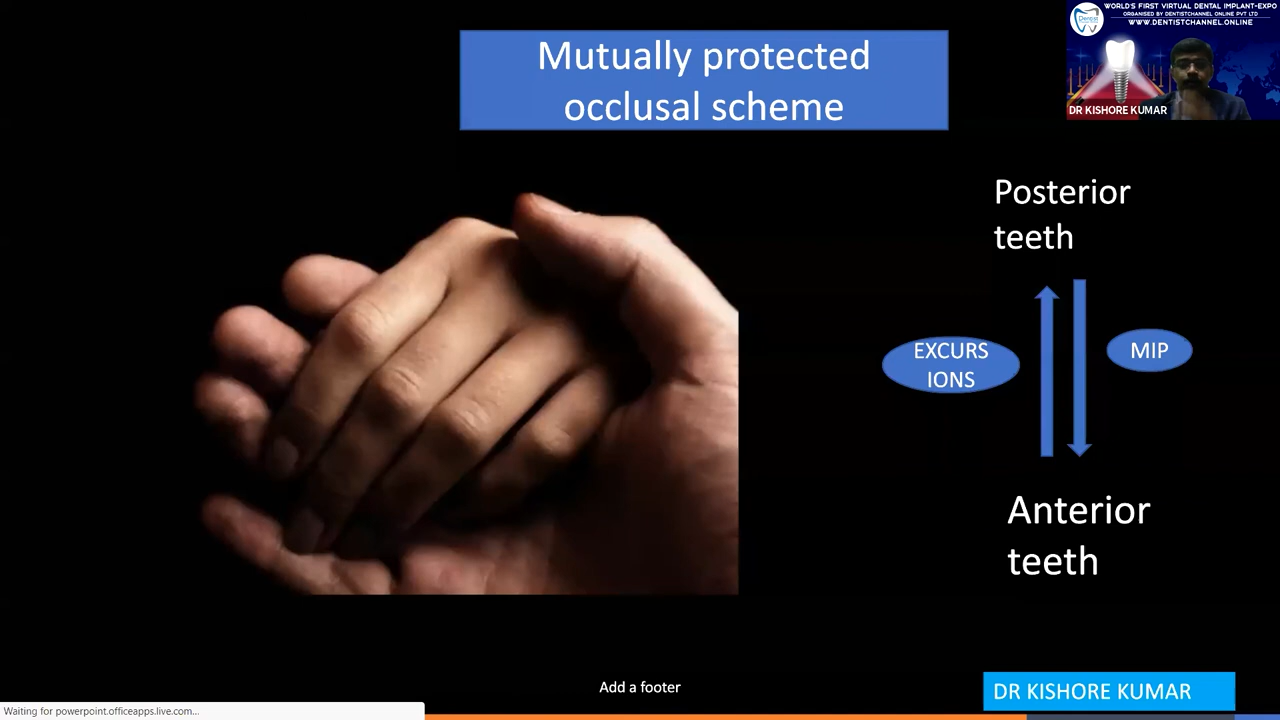 WORLD'S FIRST VIRTUAL DENTAL IMPLANT-EXPO
ORGANISED BY DENTISTCHANNEL ONLINE PVT LTD
WWW.DENTISTCHANNEL.ONLINE
Dentist
DR KISHORE KUMAR
Mutually protected
occlusal scheme
Posterior
teeth
EXCURS
IONS
MIP
Anterior
teeth
Add a footer
DR KISHORE KUMAR
Waiting for powerpoint.officeapps.live.com...